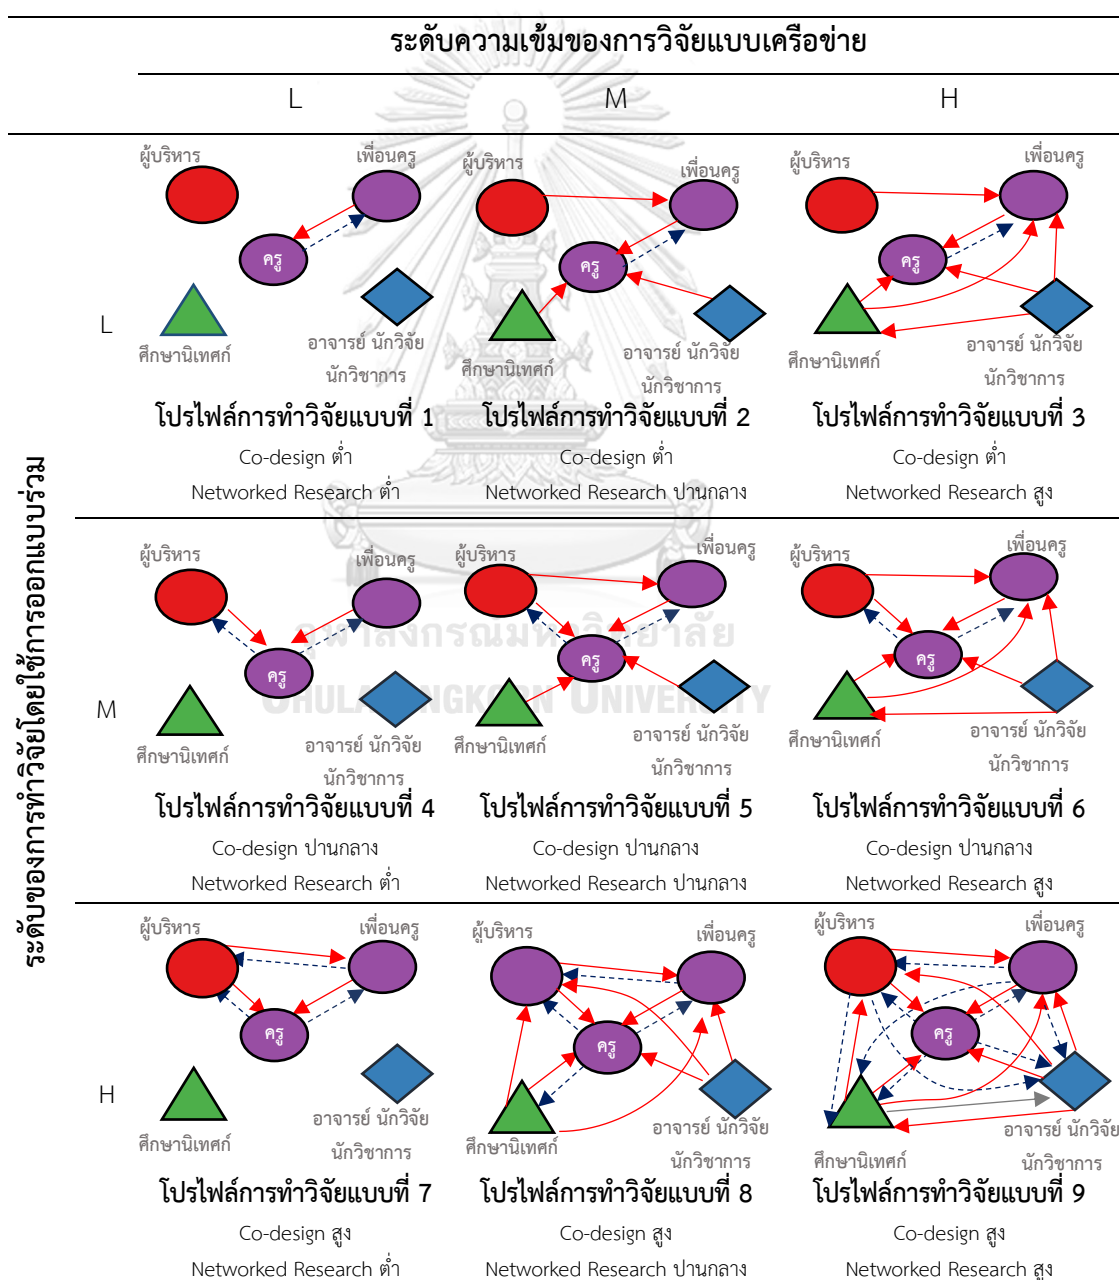 ระดับความเข้มของการวิจัยแบบเครือข่าย
L M H
ระดับของการทำวิจัยโดยใช้การออกแบบร่วม
L
ผู้บริหาร
เพื่อนครู
ครู
ศึกษานิเทศก์
อาจารย์ นักวิจัย
นักวิชาการ
โปรไฟล์การทำวิจัยแบบที่ 1
Co-design ต่ำ
Networked Research ต่ำ
ผู้บริหาร
เพื่อนครู
ครู
ศึกษานิเทศก์
อาจารย์ นักวิจัย
นักวิชาการ
โปรไฟล์การทำวิจัยแบบที่ 2
Co-design ต่ำ
Networked Research ปานกลาง
ผู้บริหาร
เพื่อนครู
ครู
ศึกษานิเทศก์
อาจารย์ นักวิจัย
นักวิชาการ
โปรไฟล์การทำวิจัยแบบที่ 3
Co-design ต่ำ
Networked Research สูง
M
ผู้บริหาร
เพื่อนครู
ครู
ศึกษานิเทศก์
อาจารย์ นักวิจัย
นักวิชาการ
โปรไฟล์การทำวิจัยแบบที่ 4
Co-design ปานกลาง
Networked Research ต่ำ
ผู้บริหาร
เพื่อนครู
ครู
ศึกษานิเทศก์
อาจารย์ นักวิจัย
นักวิชาการ
โปรไฟล์การทำวิจัยแบบที่ 5
Co-design ปานกลาง
Networked Research ปานกลาง
ผู้บริหาร
เพื่อนครู
ครู
ศึกษานิเทศก์
อาจารย์ นักวิจัย
นักวิชาการ
โปรไฟล์การทำวิจัยแบบที่ 6
Co-design ปานกลาง
Networked Research สูง
H
ผู้บริหาร
เพื่อนครู
ครู
ศึกษานิเทศก์
อาจารย์ นักวิจัย
นักวิชาการ
โปรไฟล์การทำวิจัยแบบที่ 7
Co-design สูง
Networked Research ต่ำ
ผู้บริหาร
เพื่อนครู
ครู
ศึกษานิเทศก์
อาจารย์ นักวิจัย
นักวิชาการ
โปรไฟล์การทำวิจัยแบบที่ 8
Co-design สูง
Networked Research ปานกลาง
ผู้บริหาร
เพื่อนครู
ครู
ศึกษานิเทศก์
อาจารย์ นักวิจัย
นักวิชาการ
โปรไฟล์การทำวิจัยแบบที่ 9
Co-design สูง
Networked Research สูง